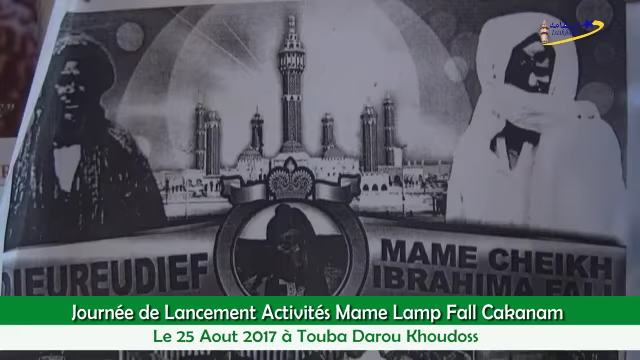 DIEUREUDIEF
MAME CHEIKH
IBRAHIMA FALL
Journée de Lancement Activités Mame Lamp Fall Cakanam
Le 25 Aout 2017 à Touba Darou Khoudoss